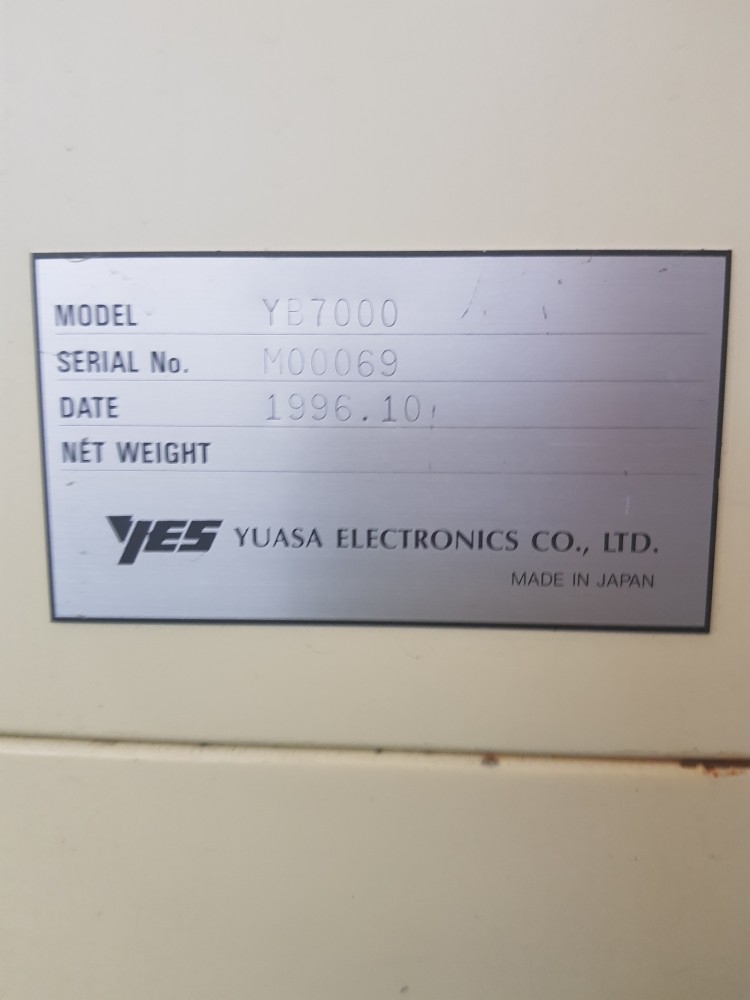 MODEL YB7000
SERIAL No. M00069
DATE 1996.10
NET WEIGHT
YES YUASA ELECTRONICS CO., LTD.
MADE IN JAPAN